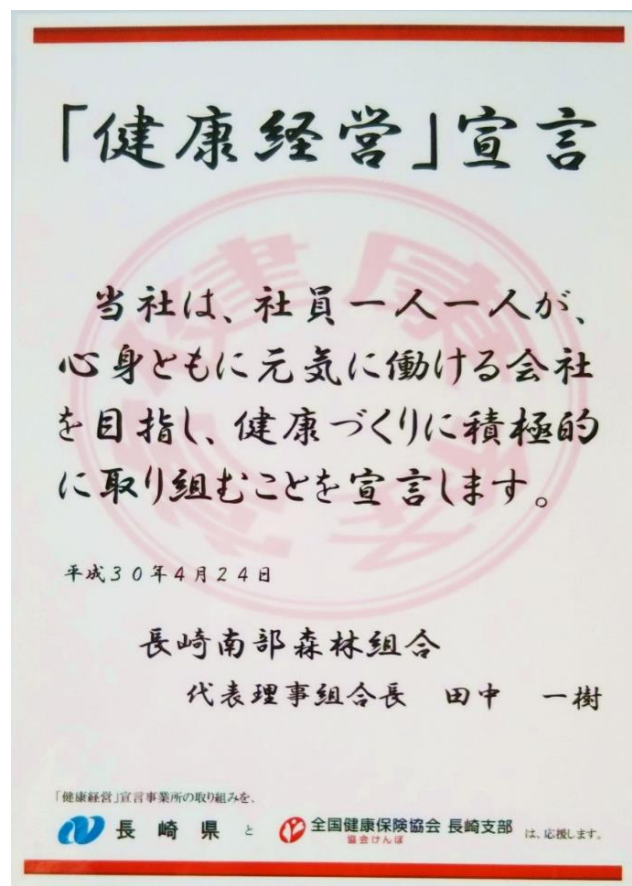 「健康経営」宣言
当社は、社員一人一人が、
心身ともに元気に働ける会社
を目指し、健康づくりに積極的
に取り組むことを宣言します。
平成30年4月24日
長崎南部森林組合
代表理事組合長 田中 一樹
「健康経営」宣言事業所の取り組みを、
長崎県 と 全国健康保険協会 長崎支部 は、応援します。
協会けんぽ
健康経営